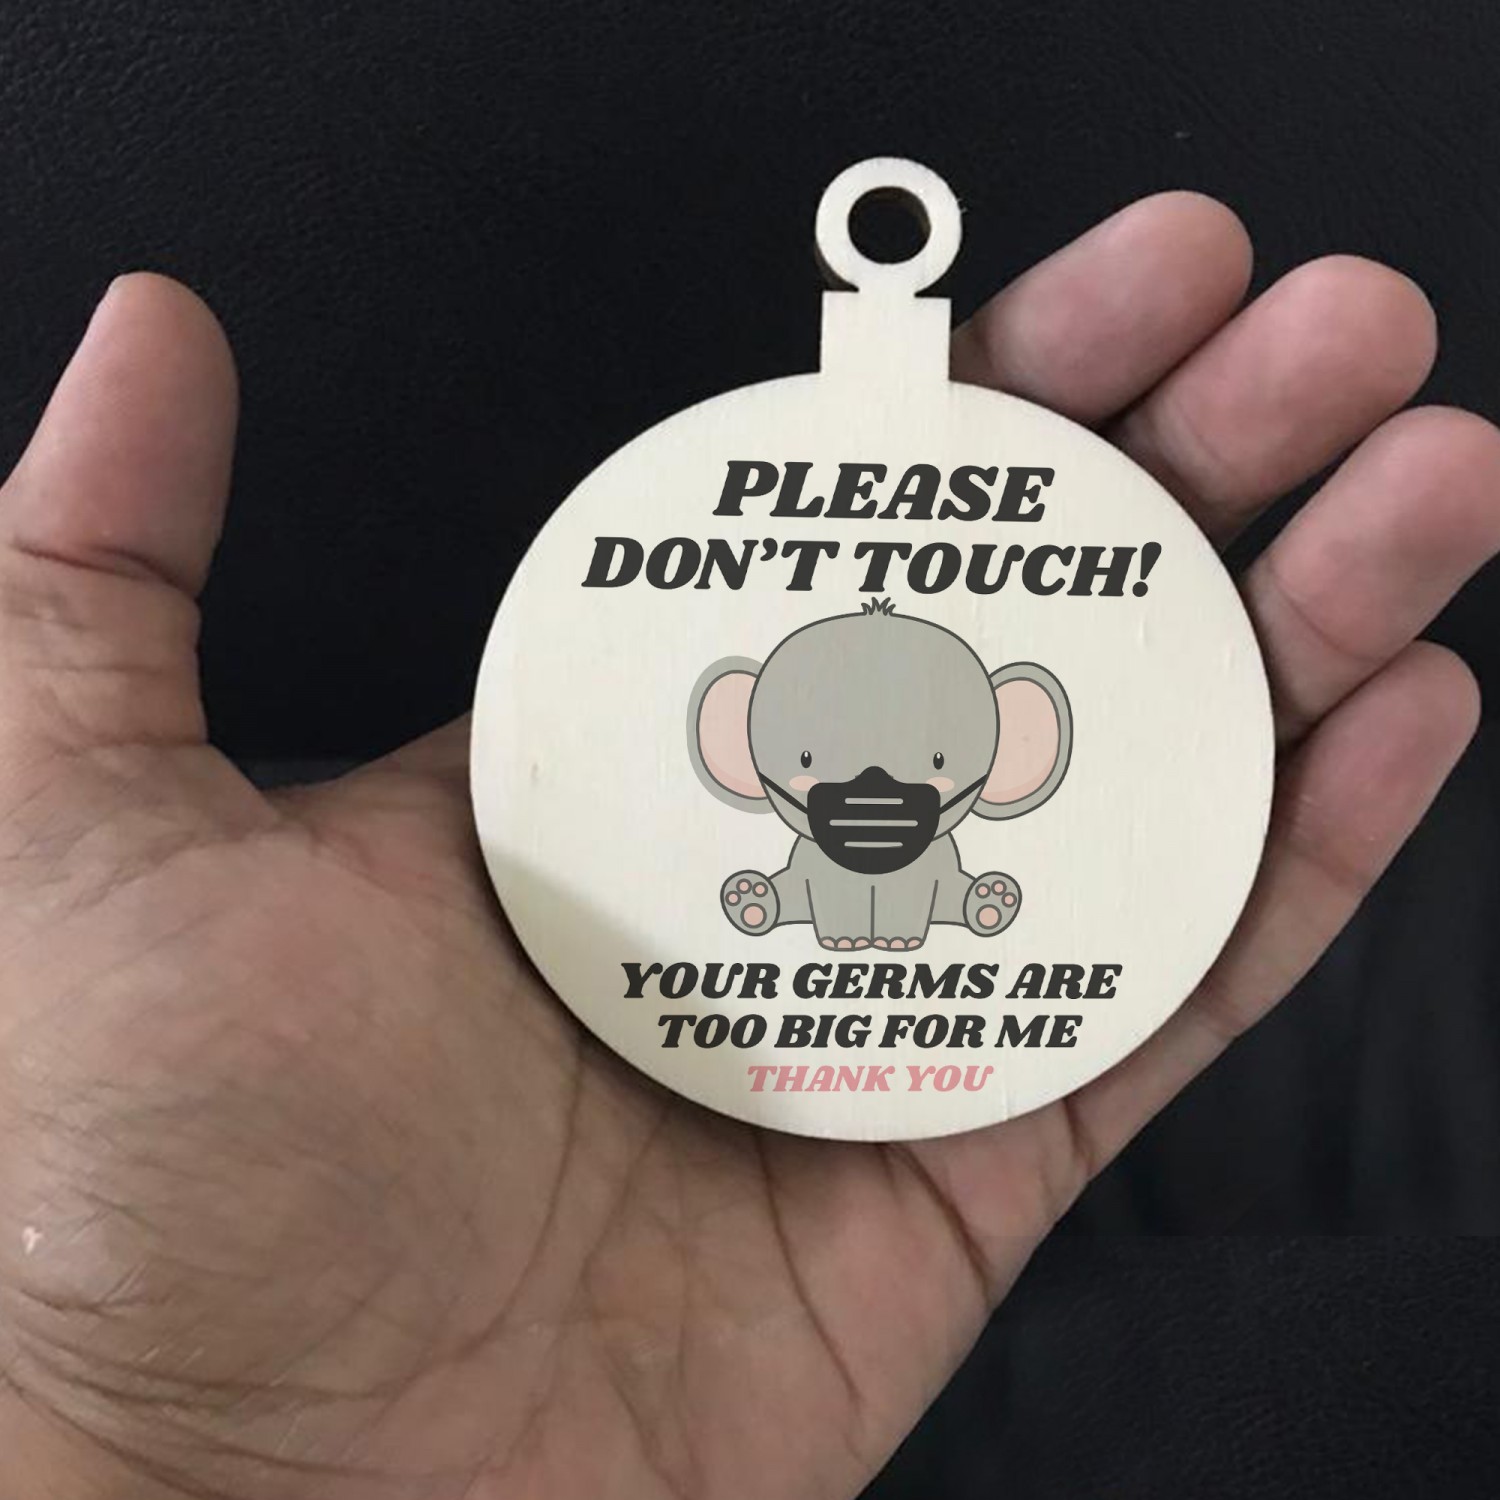 PLEASE
DON'T TOUCH!
YOUR GERMS ARE
TOO BIG FOR ME
THANK YOU